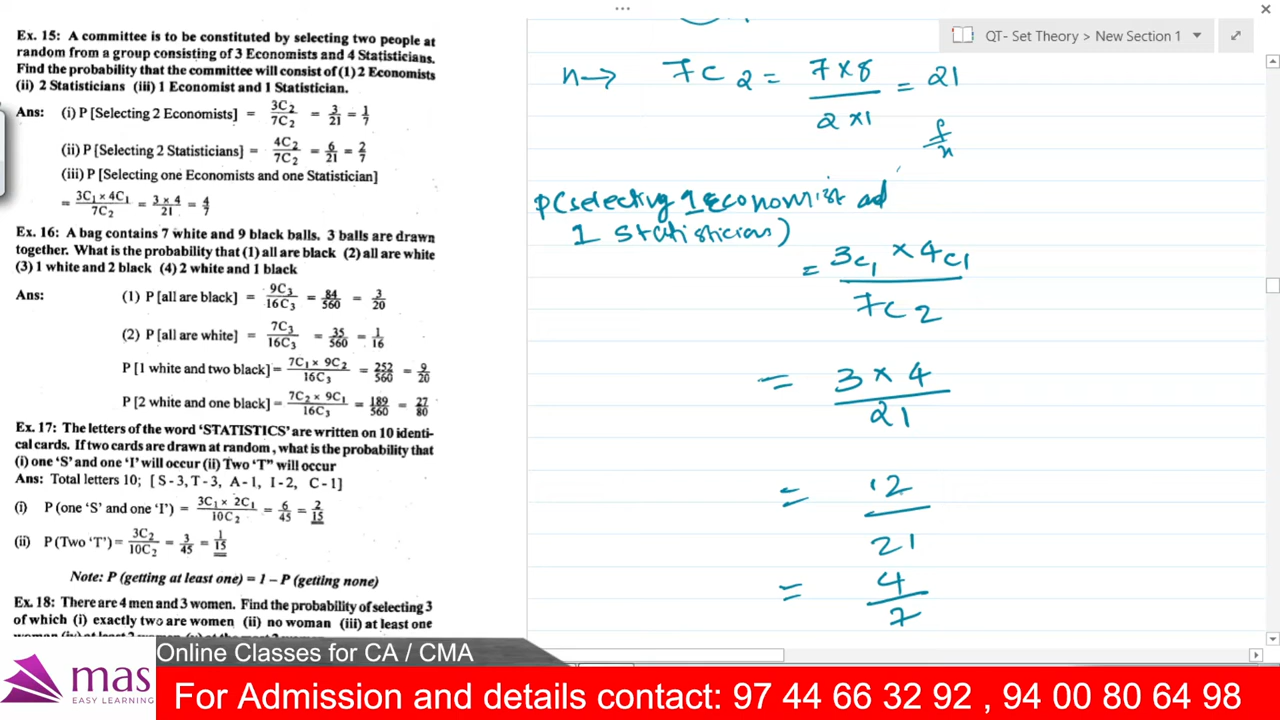 Ex. 15: A committee is to be constituted by selecting two people at
random from a group consisting of 3 Economists and 4 Statisticians.
Find the probability that the committee will consist of (1) 2 Economists
(ii) 2 Statisticians (iii) 1 Economist and 1 Statistician.
Ans: (i) P [Selecting 2 Economists] = 3C2/7C2 = 3/21 = 1/7
(ii) P [Selecting 2 Statisticians] = 4C2/7C2 = 6/21 = 2/7
(iii) P [Selecting one Economists and one Statistician]
= 3C1 × 4C1/7C2 = 3 × 4/21 = 4/7
Ex. 16: A bag contains 7 white and 9 black balls. 3 balls are drawn
together. What is the probability that (1) all are black (2) all are white
(3) 1 white and 2 black (4) 2 white and 1 black
Ans: (1) P [all are black] = 9C3/16C3 = 84/560 = 3/20
(2) P [all are white] = 7C3/16C3 = 35/560 = 1/16
P [1 white and two black] = 7C1 × 9C2/16C3 = 252/560 = 9/20
P [2 white and one black] = 7C2 × 9C1/16C3 = 189/560 = 27/80
Ex. 17: The letters of the word ‘STATISTICS’ are written on 10 identi-
cal cards. If two cards are drawn at random, what is the probability that
(i) one ‘S’ and one ‘I’ will occur (ii) Two ‘T” will occur
Ans: Total letters 10; [ S - 3, T - 3, A - 1, I - 2, C - 1]
(i) P (one ‘S’ and one ‘I’) = 3C1 × 2C1/10C2 = 6/45 = 2/15
(ii) P (Two ‘T’) = 3C2/10C2 = 3/45 = 1/15
Note: P (getting at least one) = 1 – P (getting none)
Ex. 18: There are 4 men and 3 women. Find the probability of selecting 3
of which (i) exactly two are women (ii) no woman (iii) at least one
QT- Set Theory > New Section 1
n → 7C2 = 7×8/2×1 = 21
f/n
P(selecting 1 Economist ad
1 Statistician)
= 3C1 × 4C1/7C2
= 3 × 4/21
= 12/21
= 4/7
mas
EASY LEARNING
Online Classes for CA / CMA
For Admission and details contact: 97 44 66 32 92 , 94 00 80 64 98